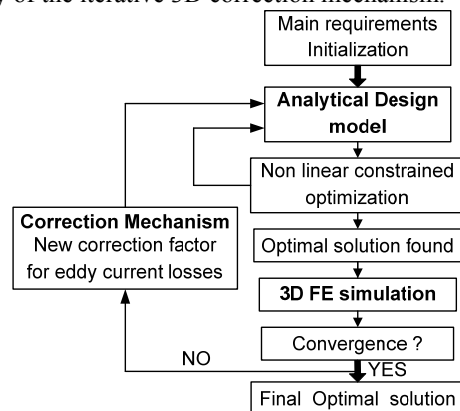 y of the iterative 3D correction mechanism.
Main requirements
Initialization
Analytical Design
model
Non linear constrained
optimization
Correction Mechanism
New correction factor
for eddy current losses
Optimal solution found
3D FE simulation
Convergence ?
NO
YES
Final Optimal solution